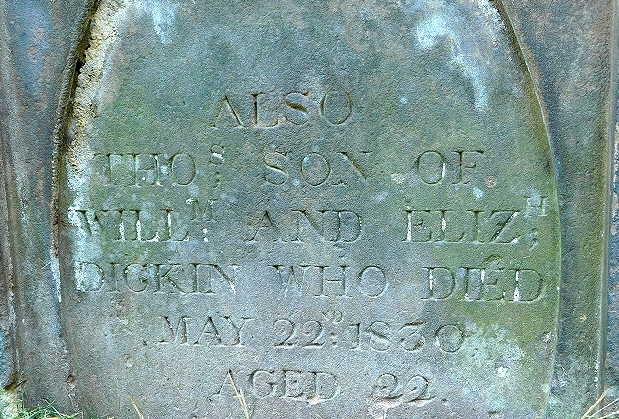 ALSO
THOˢ: SON OF
WILLᴹ: AND ELIZᴴ:
DICKIN WHO DIED
MAY 22ᴺᴰ: 1830
AGED 22.